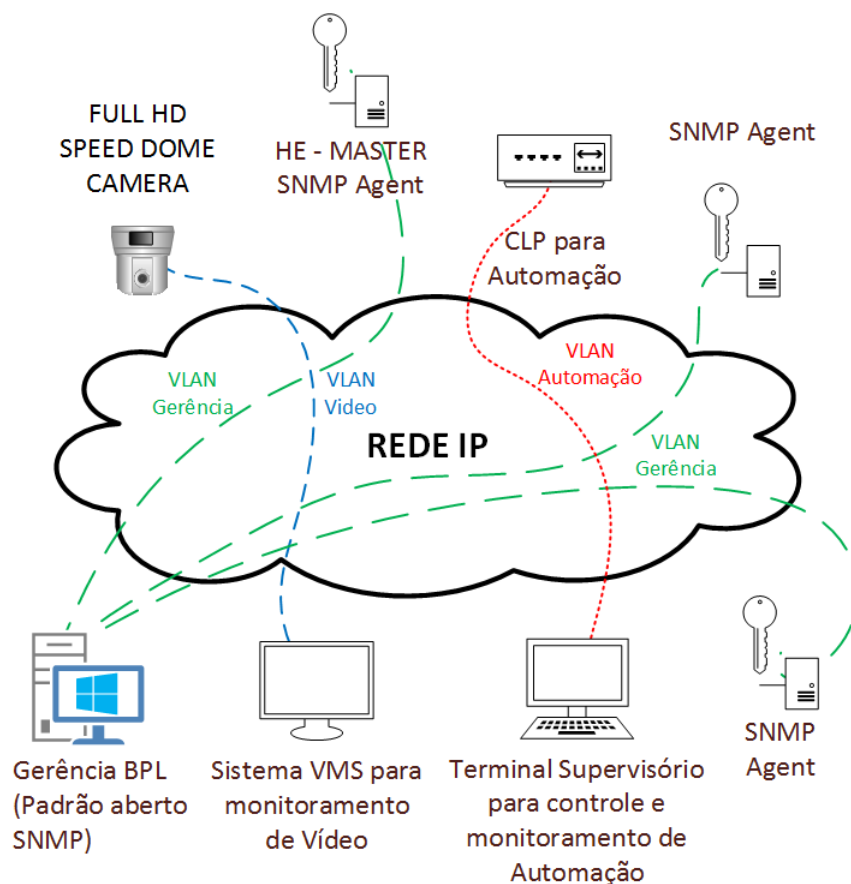 FULL HD
SPEED DOME
CAMERA
HE - MASTER
SNMP Agent
SNMP Agent
CLP para
Automação
VLAN
Gerência
VLAN
Video
VLAN
Automação
REDE IP
VLAN
Gerência
Gerência BPL
(Padrão aberto
SNMP)
Sistema VMS para
monitoramento
de Vídeo
Terminal Supervisório
para controle e
monitoramento de
Automação
SNMP
Agent